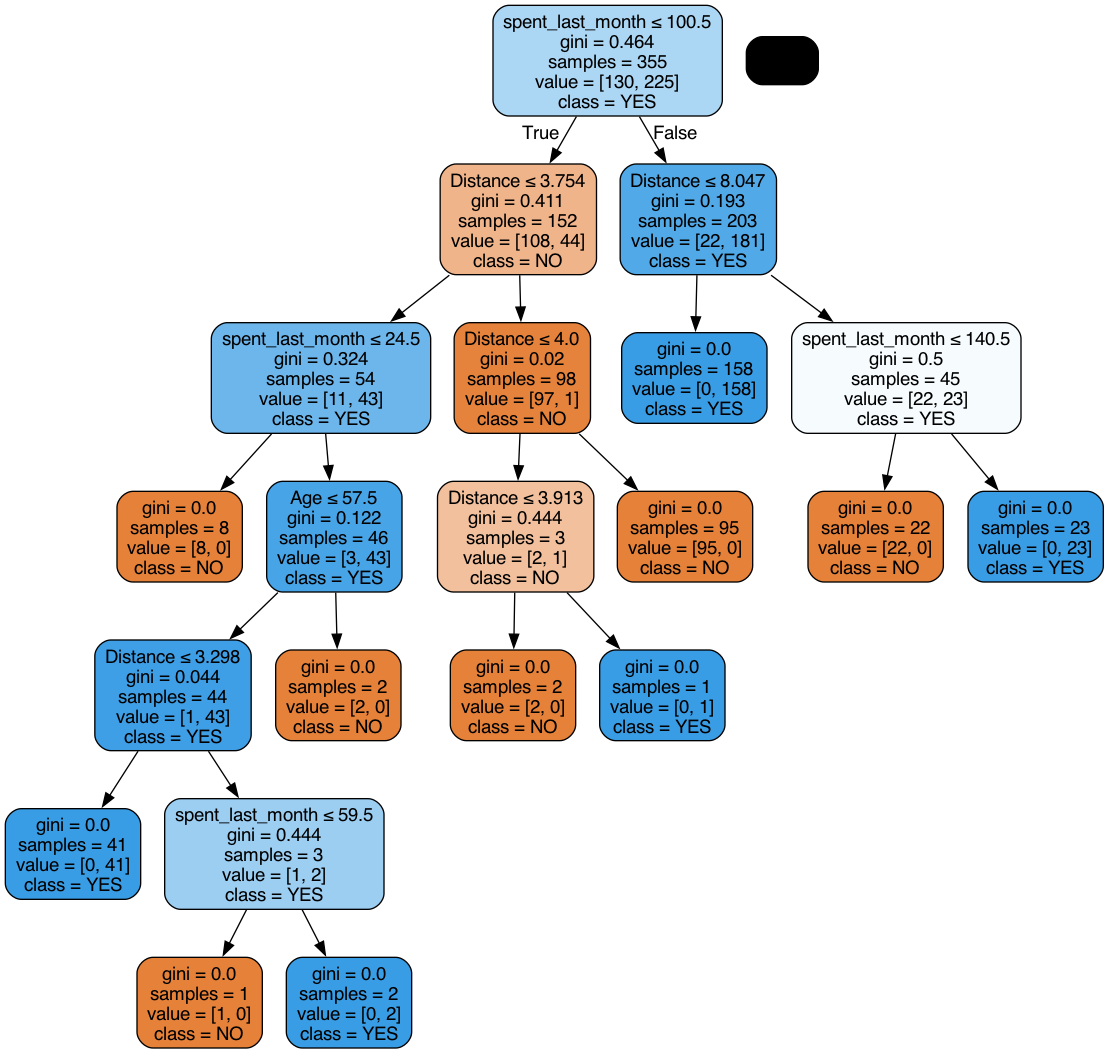 spent_last_month ≤ 100.5
gini = 0.464
samples = 355
value = [130, 225]
class = YES
True
False
Distance ≤ 3.754
gini = 0.411
samples = 152
value = [108, 44]
class = NO
Distance ≤ 8.047
gini = 0.193
samples = 203
value = [22, 181]
class = YES
spent_last_month ≤ 24.5
gini = 0.324
samples = 54
value = [11, 43]
class = YES
Distance ≤ 4.0
gini = 0.02
samples = 98
value = [97, 1]
class = NO
gini = 0.0
samples = 158
value = [0, 158]
class = YES
spent_last_month ≤ 140.5
gini = 0.5
samples = 45
value = [22, 23]
class = YES
gini = 0.0
samples = 8
value = [8, 0]
class = NO
Age ≤ 57.5
gini = 0.122
samples = 46
value = [3, 43]
class = YES
Distance ≤ 3.913
gini = 0.444
samples = 3
value = [2, 1]
class = NO
gini = 0.0
samples = 95
value = [95, 0]
class = NO
gini = 0.0
samples = 22
value = [22, 0]
class = NO
gini = 0.0
samples = 23
value = [0, 23]
class = YES
Distance ≤ 3.298
gini = 0.044
samples = 44
value = [1, 43]
class = YES
gini = 0.0
samples = 2
value = [2, 0]
class = NO
gini = 0.0
samples = 2
value = [2, 0]
class = NO
gini = 0.0
samples = 1
value = [0, 1]
class = YES
gini = 0.0
samples = 41
value = [0, 41]
class = YES
spent_last_month ≤ 59.5
gini = 0.444
samples = 3
value = [1, 2]
class = YES
gini = 0.0
samples = 1
value = [1, 0]
class = NO
gini = 0.0
samples = 2
value = [0, 2]
class = YES